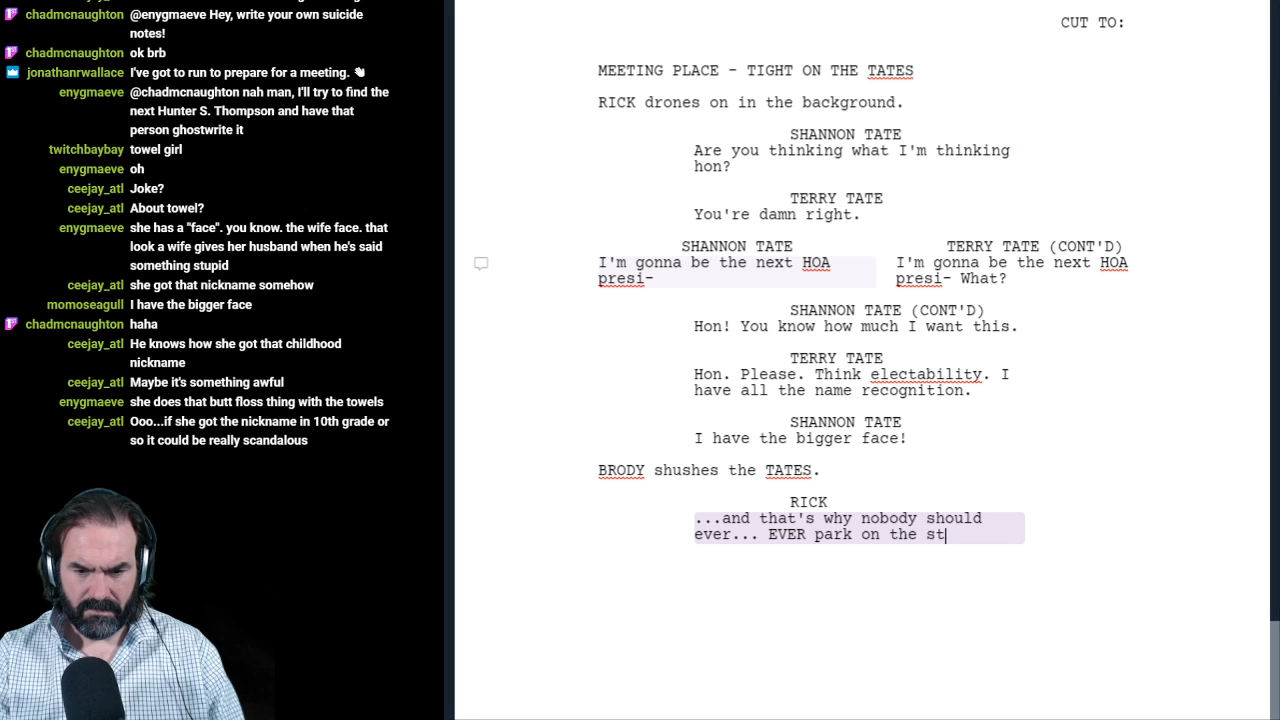 chadmcnaughton @enygmaeve Hey, write your own suicide
notes!
chadmcnaughton ok brb
jonathanrwallace I've got to run to prepare for a meeting. 👋
enygmaeve @chadmcnaughton nah man, I'll try to find the
next Hunter S. Thompson and have that
person ghostwrite it
twitchbaybay towel girl
enygmaeve oh
ceejay_atl Joke?
ceejay_atl About towel?
enygmaeve she has a "face". you know. the wife face. that
look a wife gives her husband when he's said
something stupid
ceejay_atl she got that nickname somehow
momoseagull I have the bigger face
chadmcnaughton haha
ceejay_atl He knows how she got that childhood
nickname
ceejay_atl Maybe it's something awful
enygmaeve she does that butt floss thing with the towels
ceejay_atl Ooo...if she got the nickname in 10th grade or
so it could be really scandalous
CUT TO:
MEETING PLACE - TIGHT ON THE TATES
RICK drones on in the background.
SHANNON TATE
Are you thinking what I'm thinking
hon?
TERRY TATE
You're damn right.
SHANNON TATE
I'm gonna be the next HOA
presi-
TERRY TATE (CONT'D)
I'm gonna be the next HOA
presi- What?
SHANNON TATE (CONT'D)
Hon! You know how much I want this.
TERRY TATE
Hon. Please. Think electability. I
have all the name recognition.
SHANNON TATE
I have the bigger face!
BRODY shushes the TATES.
RICK
...and that's why nobody should
ever... EVER park on the st